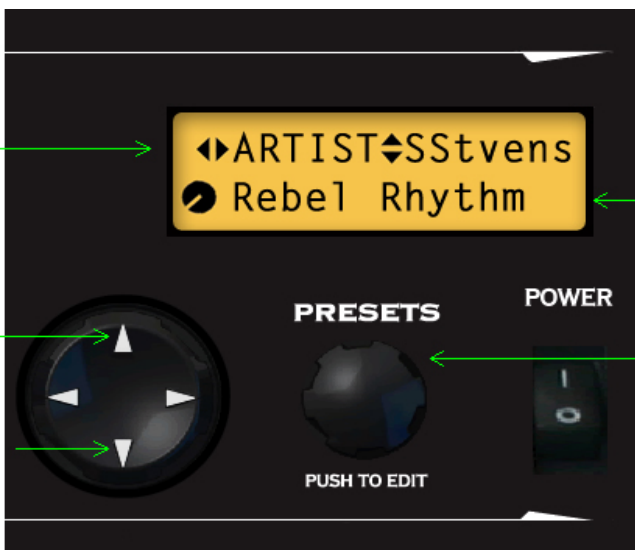 ARTIST SStvens
Rebel Rhythm
PRESETS
POWER
PUSH TO EDIT
I
O